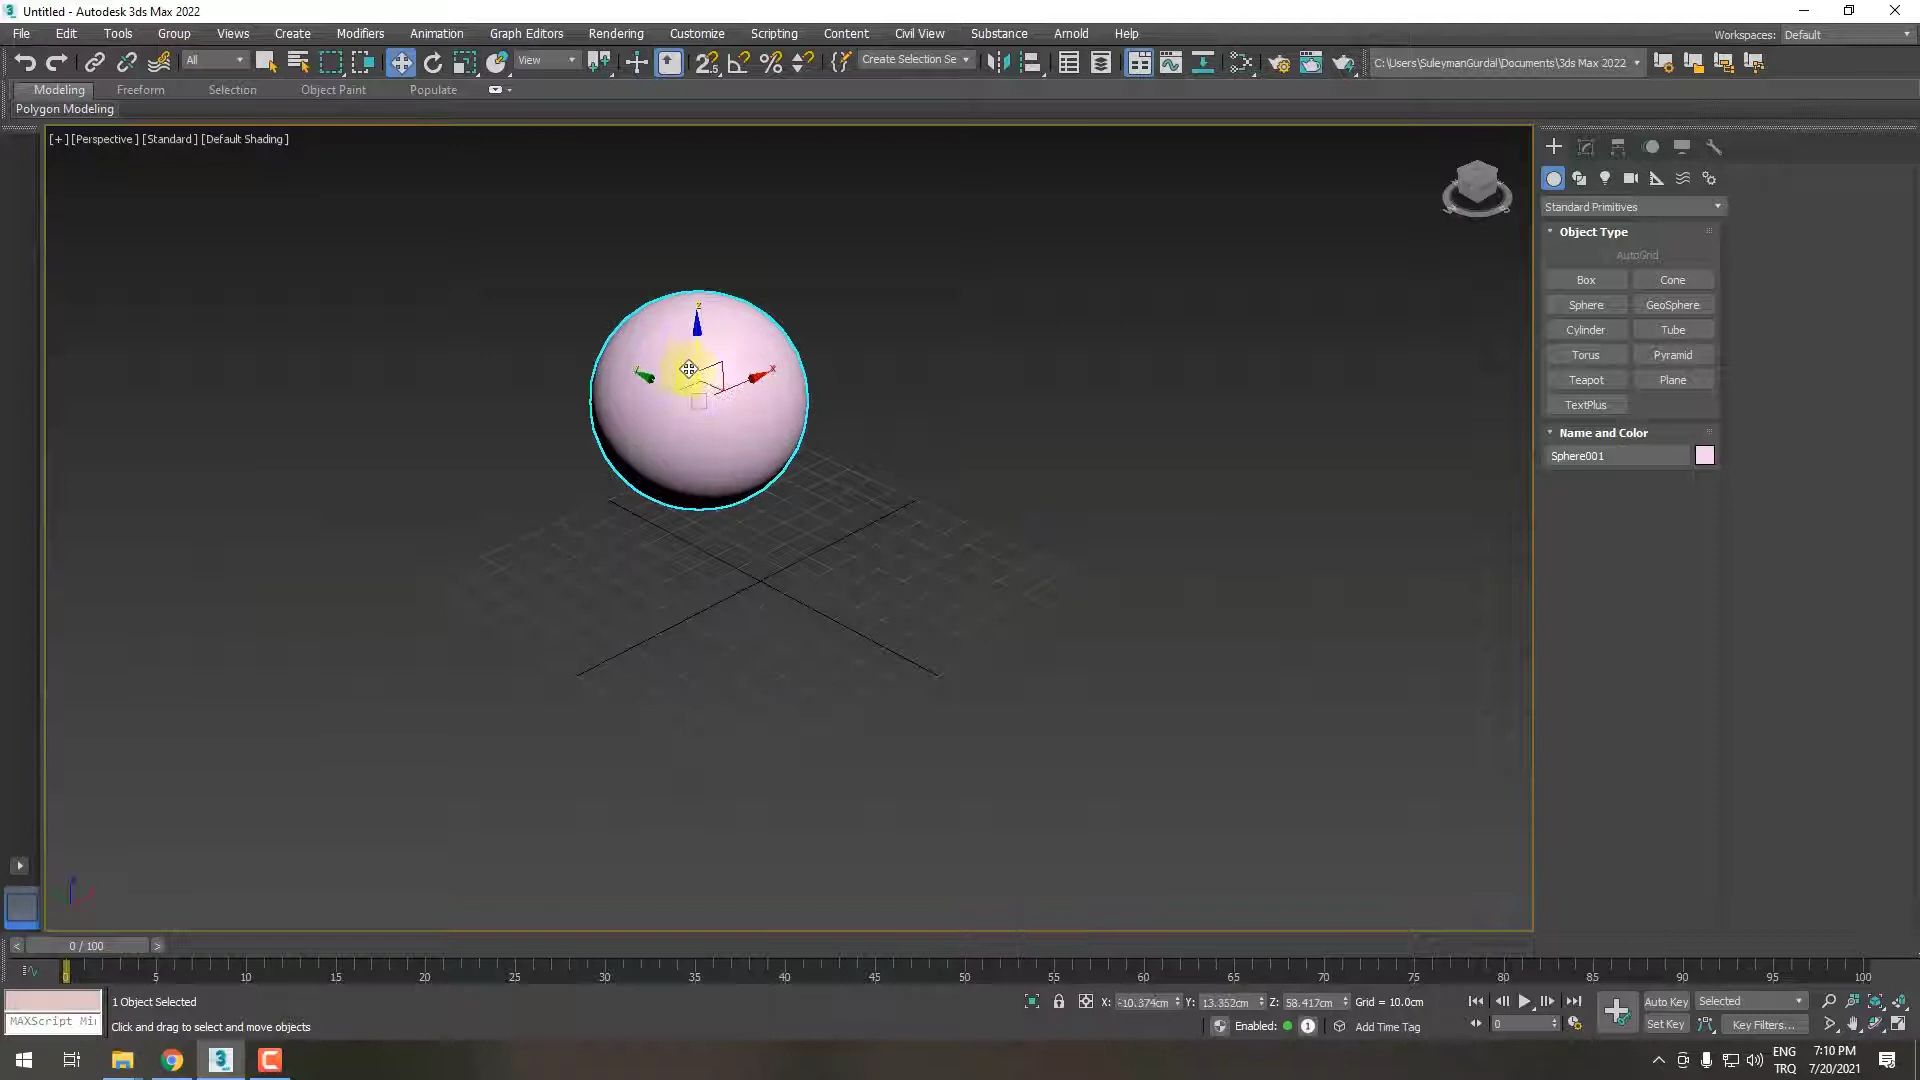 Untitled - Autodesk 3ds Max 2022
File Edit Tools Group Views Create Modifiers Animation Graph Editors Rendering Customize Scripting Content Civil View Substance Arnold Help
Workspaces: Default
All View Create Selection Se C:\Users\SuleymanGurdal\Documents\3ds Max 2022
Modeling Freeform Selection Object Paint Populate
Polygon Modeling
[+] [Perspective] [Standard] [Default Shading]
Standard Primitives
Object Type
AutoGrid
Box Cone
Sphere GeoSphere
Cylinder Tube
Torus Pyramid
Teapot Plane
TextPlus
Name and Color
Sphere001
z
x
< 0 / 100 >
0 5 10 15 20 25 30 35 40 45 50 55 60 65 70 75 80 85 90 95 100
1 Object Selected
X: -10.374cm Y: 13.352cm Z: 58.417cm Grid = 10.0cm
Auto Key Selected
MAXScript Mi
Click and drag to select and move objects
Enabled: 1 Add Time Tag
0
Set Key Key Filters...
ENG
TRQ
7:10 PM
7/20/2021